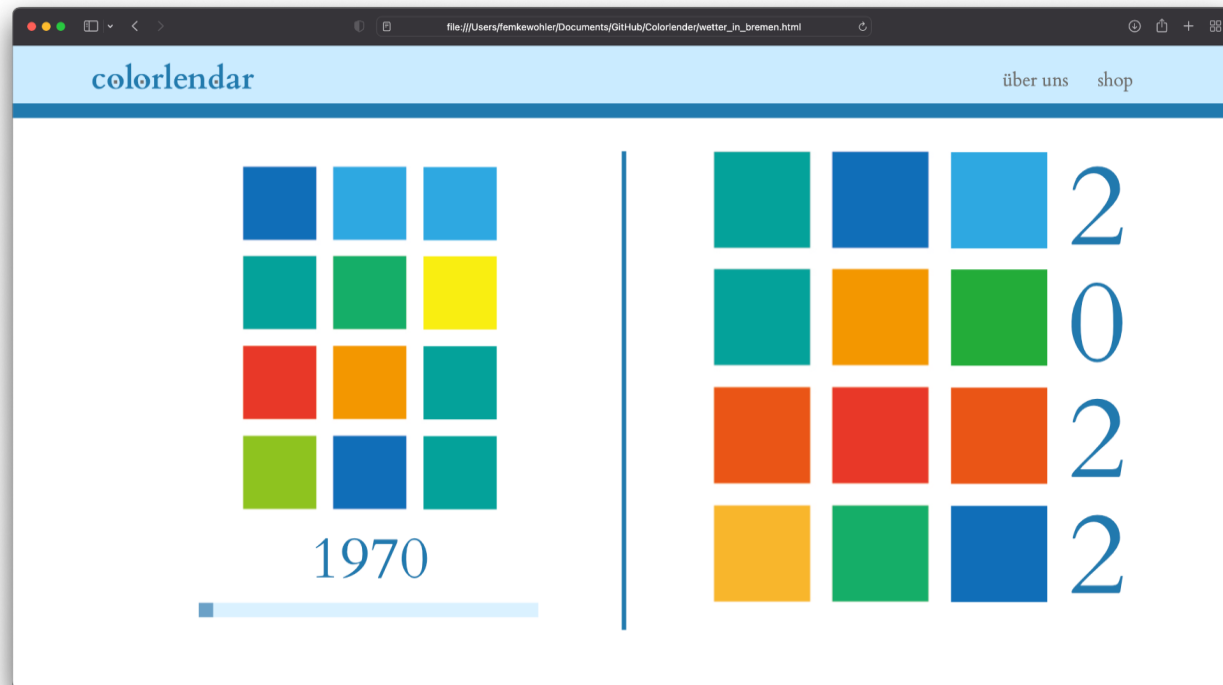 file:///Users/femkewohler/Documents/GitHub/Colorlender/wetter_in_bremen.html
colorlendar
über uns shop
1970
2
0
2
2